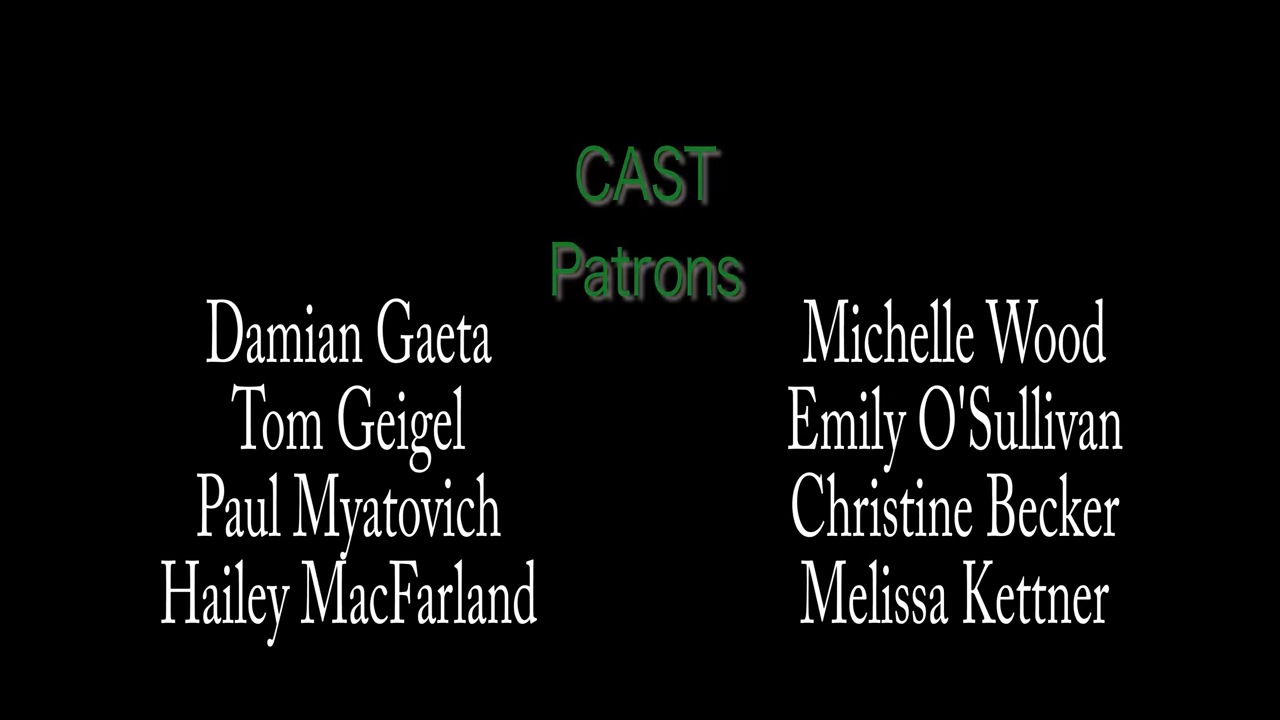 CAST
Patrons
Damian Gaeta
Tom Geigel
Paul Myatovich
Hailey MacFarland
Michelle Wood
Emily O'Sullivan
Christine Becker
Melissa Kettner